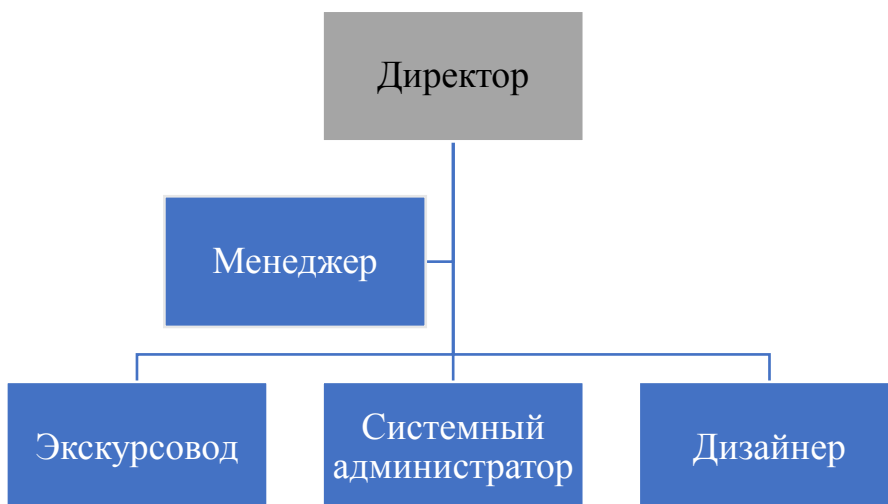 Директор
Менеджер
Экскурсовод
Системный
администратор
Дизайнер